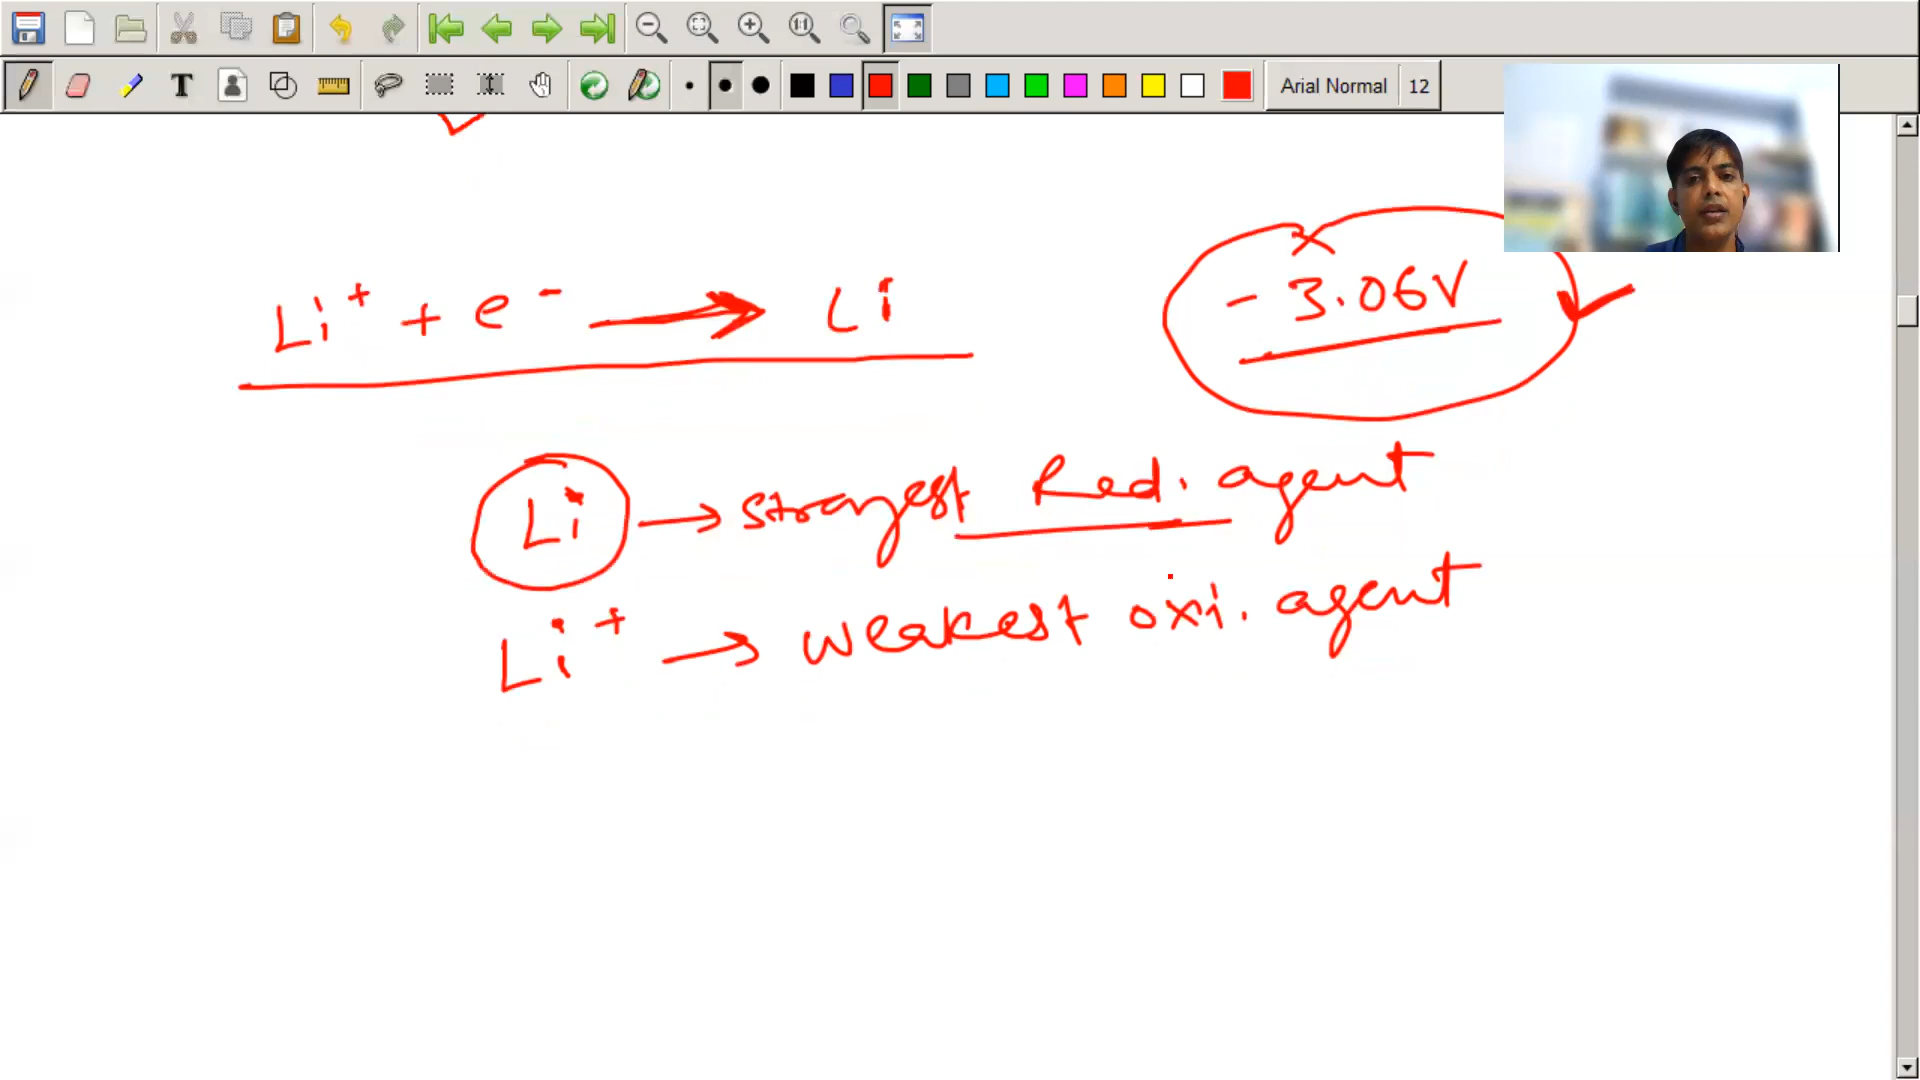 Arial Normal 12
Li⁺ + e⁻ → Li
- 3.06V
Li → strongest Red. agent
Li⁺ → weakest oxi. agent